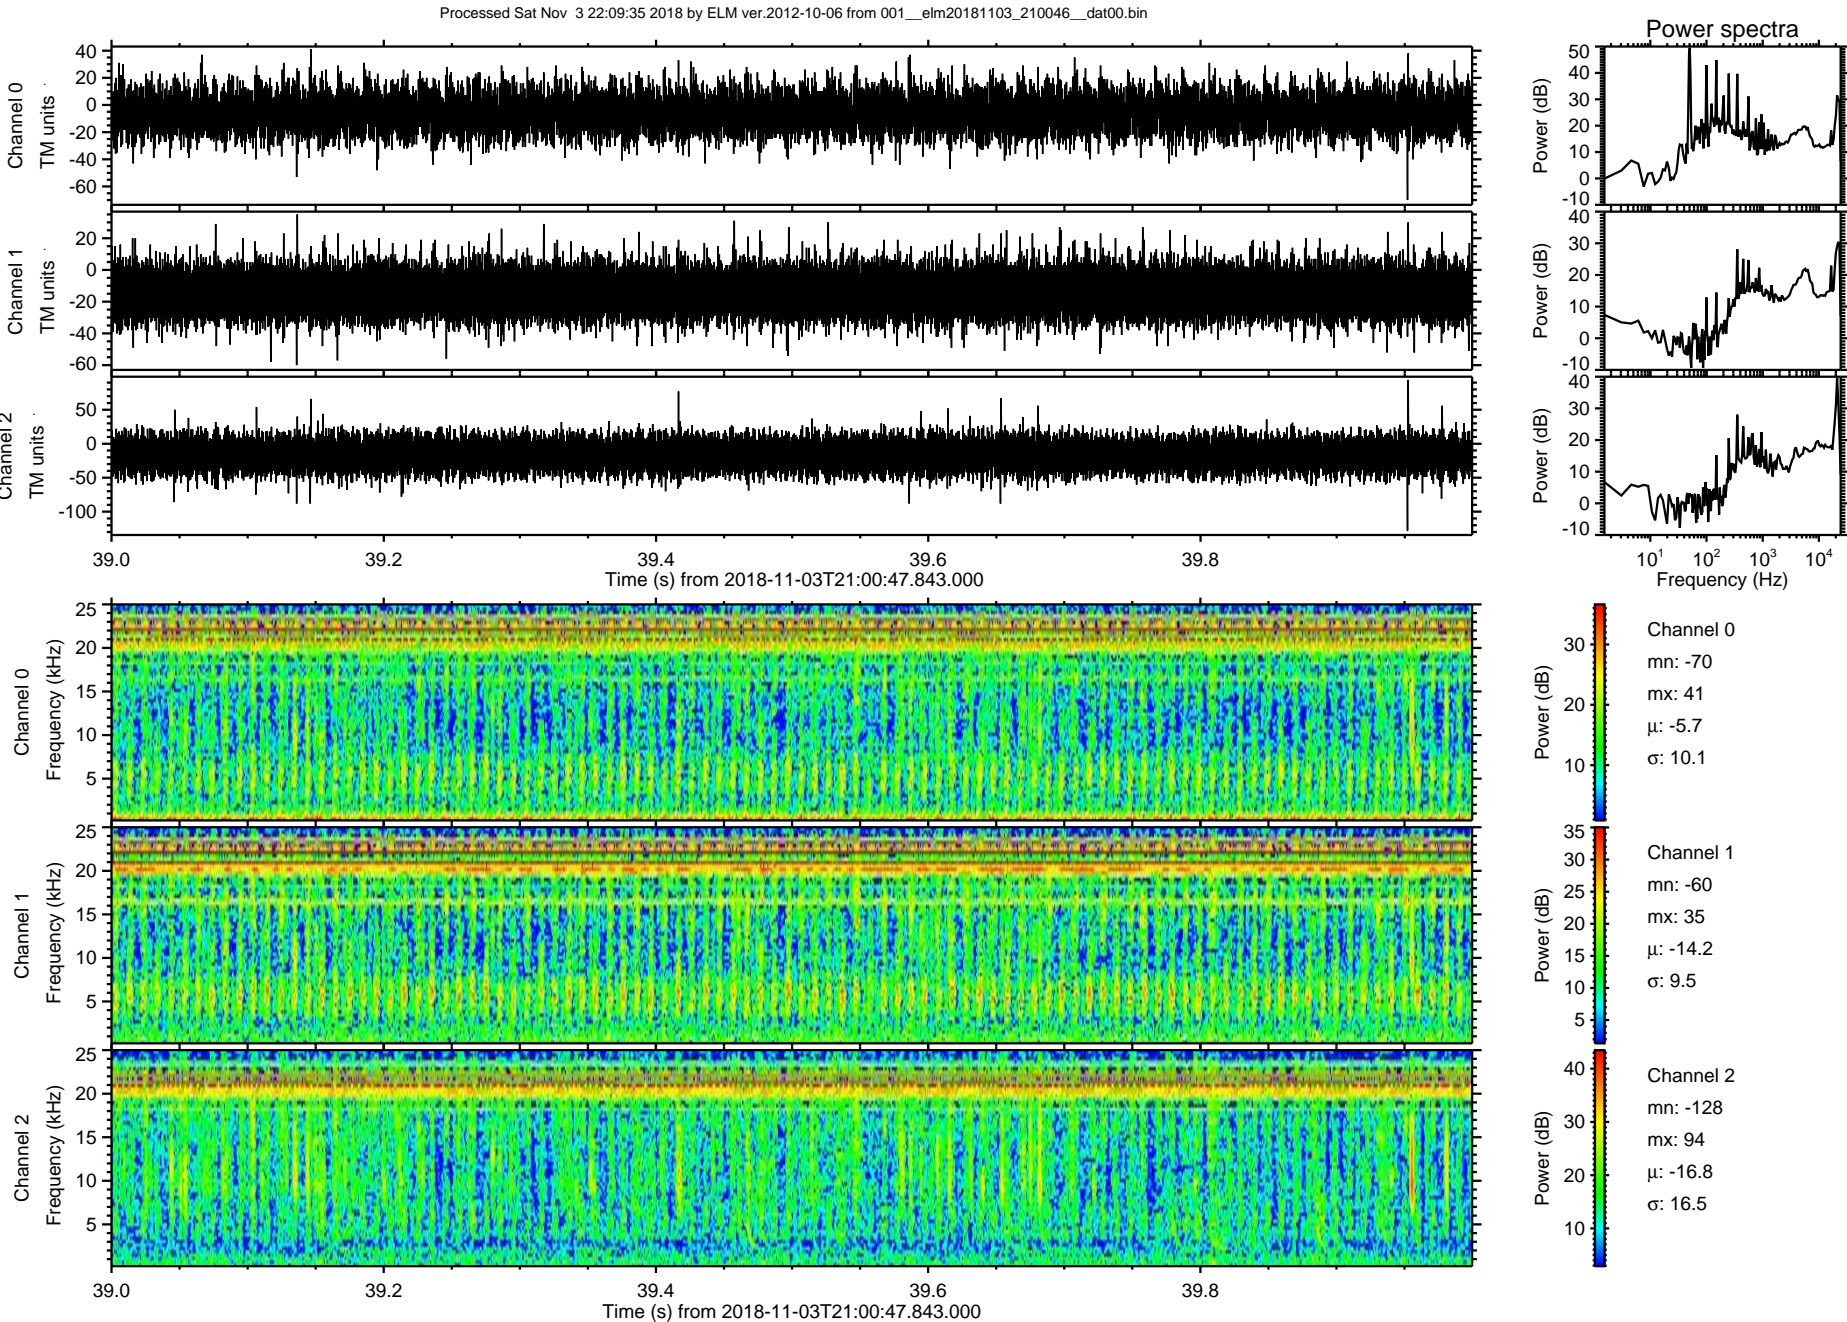 Processed Sat Nov  3 22:09:35 2018 by ELM ver.2012-10-06 from 001__elm20181103_210046__dat00.bin
Power spectra
Channel 0
TM units
40
20
0
-20
-40
-60
Power (dB)
50
40
30
20
10
0
-10
Channel 1
TM units
20
0
-20
-40
-60
Power (dB)
40
30
20
10
0
-10
Channel 2
TM units
50
0
-50
-100
Power (dB)
40
30
20
10
0
-10
39.0 39.2 39.4 39.6 39.8
Time (s) from 2018-11-03T21:00:47.843.000
10^1 10^2 10^3 10^4
Frequency (Hz)
Channel 0
Frequency (kHz)
25
20
15
10
5
Power (dB)
30
20
10
Channel 0
mn: -70
mx: 41
μ: -5.7
σ: 10.1
Channel 1
Frequency (kHz)
25
20
15
10
5
Power (dB)
35
30
25
20
15
10
5
Channel 1
mn: -60
mx: 35
μ: -14.2
σ: 9.5
Channel 2
Frequency (kHz)
25
20
15
10
5
Power (dB)
40
30
20
10
Channel 2
mn: -128
mx: 94
μ: -16.8
σ: 16.5
39.0 39.2 39.4 39.6 39.8
Time (s) from 2018-11-03T21:00:47.843.000